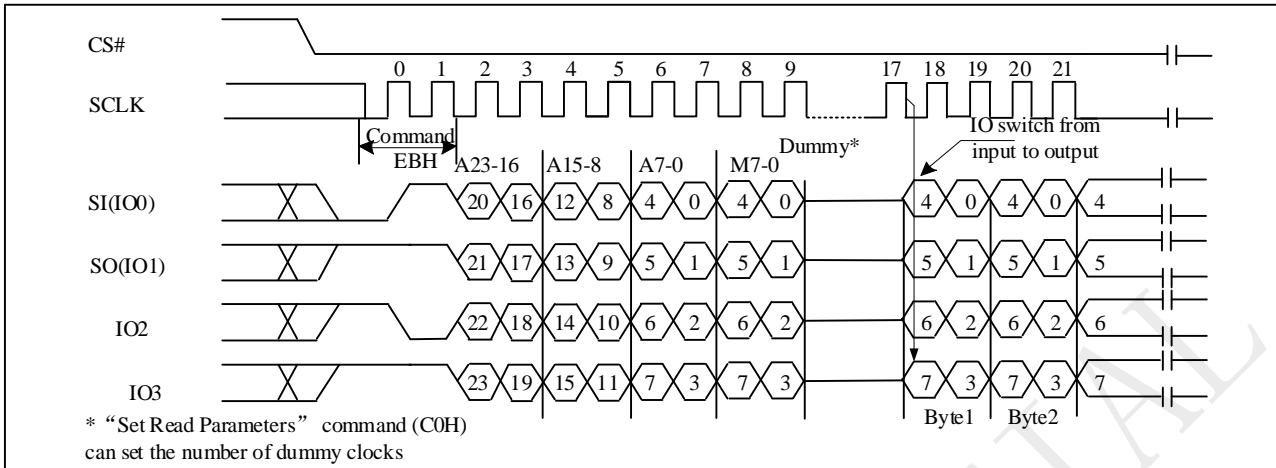 CS#
0 1 2 3 4 5 6 7 8 9 17 18 19 20 21
SCLK
Command
EBH
Dummy*
IO switch from
input to output
A23-16 A15-8 A7-0 M7-0
SI(IO0) 20 16 12 8 4 0 4 0 4 0 4 0 4
SO(IO1) 21 17 13 9 5 1 5 1 5 1 5 1 5
IO2 22 18 14 10 6 2 6 2 6 2 6 2 6
IO3 23 19 15 11 7 3 7 3 7 3 7 3 7
Byte1 Byte2
* “Set Read Parameters” command (C0H)
can set the number of dummy clocks
IAL